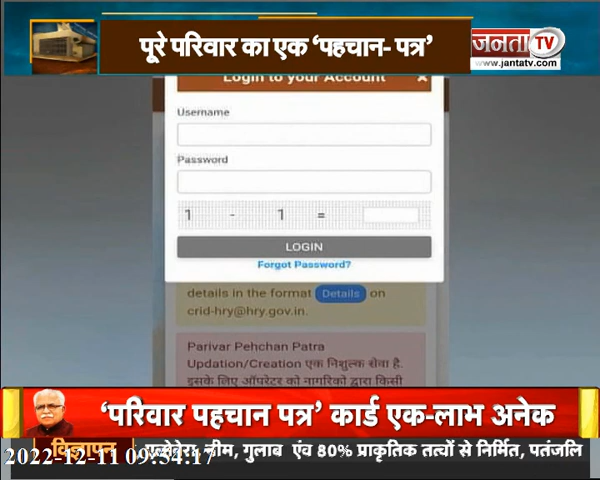 पूरे परिवार का एक ‘पहचान- पत्र’
जनता TV
www.jantatv.com
Login to your Account ×
Username
Password
1 - 1 =
LOGIN
Forgot Password?
details in the format Details on
crid-hry@hry.gov.in.
Parivar Pehchan Patra
Updation/Creation एक निशुल्क सेवा है.
इसके लिए ऑपरेटर को नागरिकों द्वारा किसी
‘परिवार पहचान पत्र’ कार्ड एक-लाभ अनेक
विज्ञापन
नीम, गुलाब एंव 80% प्राकृतिक तत्वों से निर्मित, पतंजलि
2022-12-11 09:54:17